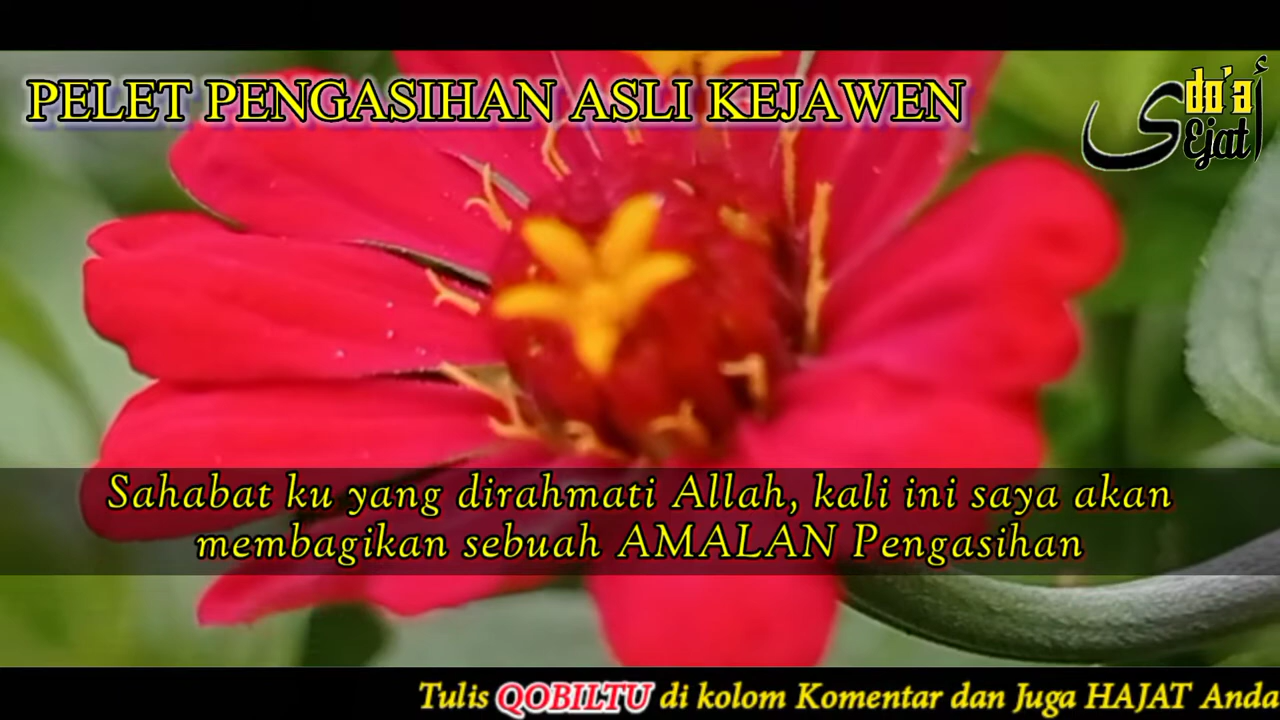 PELET PENGASIHAN ASLI KEJAWEN
do'a
Ejati
Sahabat ku yang dirahmati Allah, kali ini saya akan
membagikan sebuah AMALAN Pengasihan
Tulis QOBILTU di kolom Komentar dan Juga HAJAT Anda